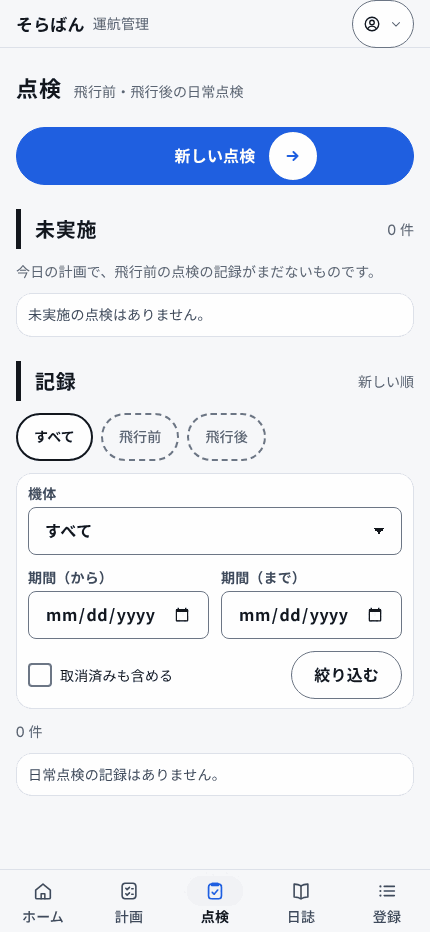 そらばん 運航管理
点検 飛行前・飛行後の日常点検
新しい点検
未実施 0 件
今日の計画で、飛行前の点検の記録がまだないものです。
未実施の点検はありません。
記録 新しい順
すべて 飛行前 飛行後
機体
すべて
期間（から） 期間（まで）
mm/dd/yyyy mm/dd/yyyy
取消済みも含める 絞り込む
0 件
日常点検の記録はありません。
ホーム 計画 点検 日誌 登録